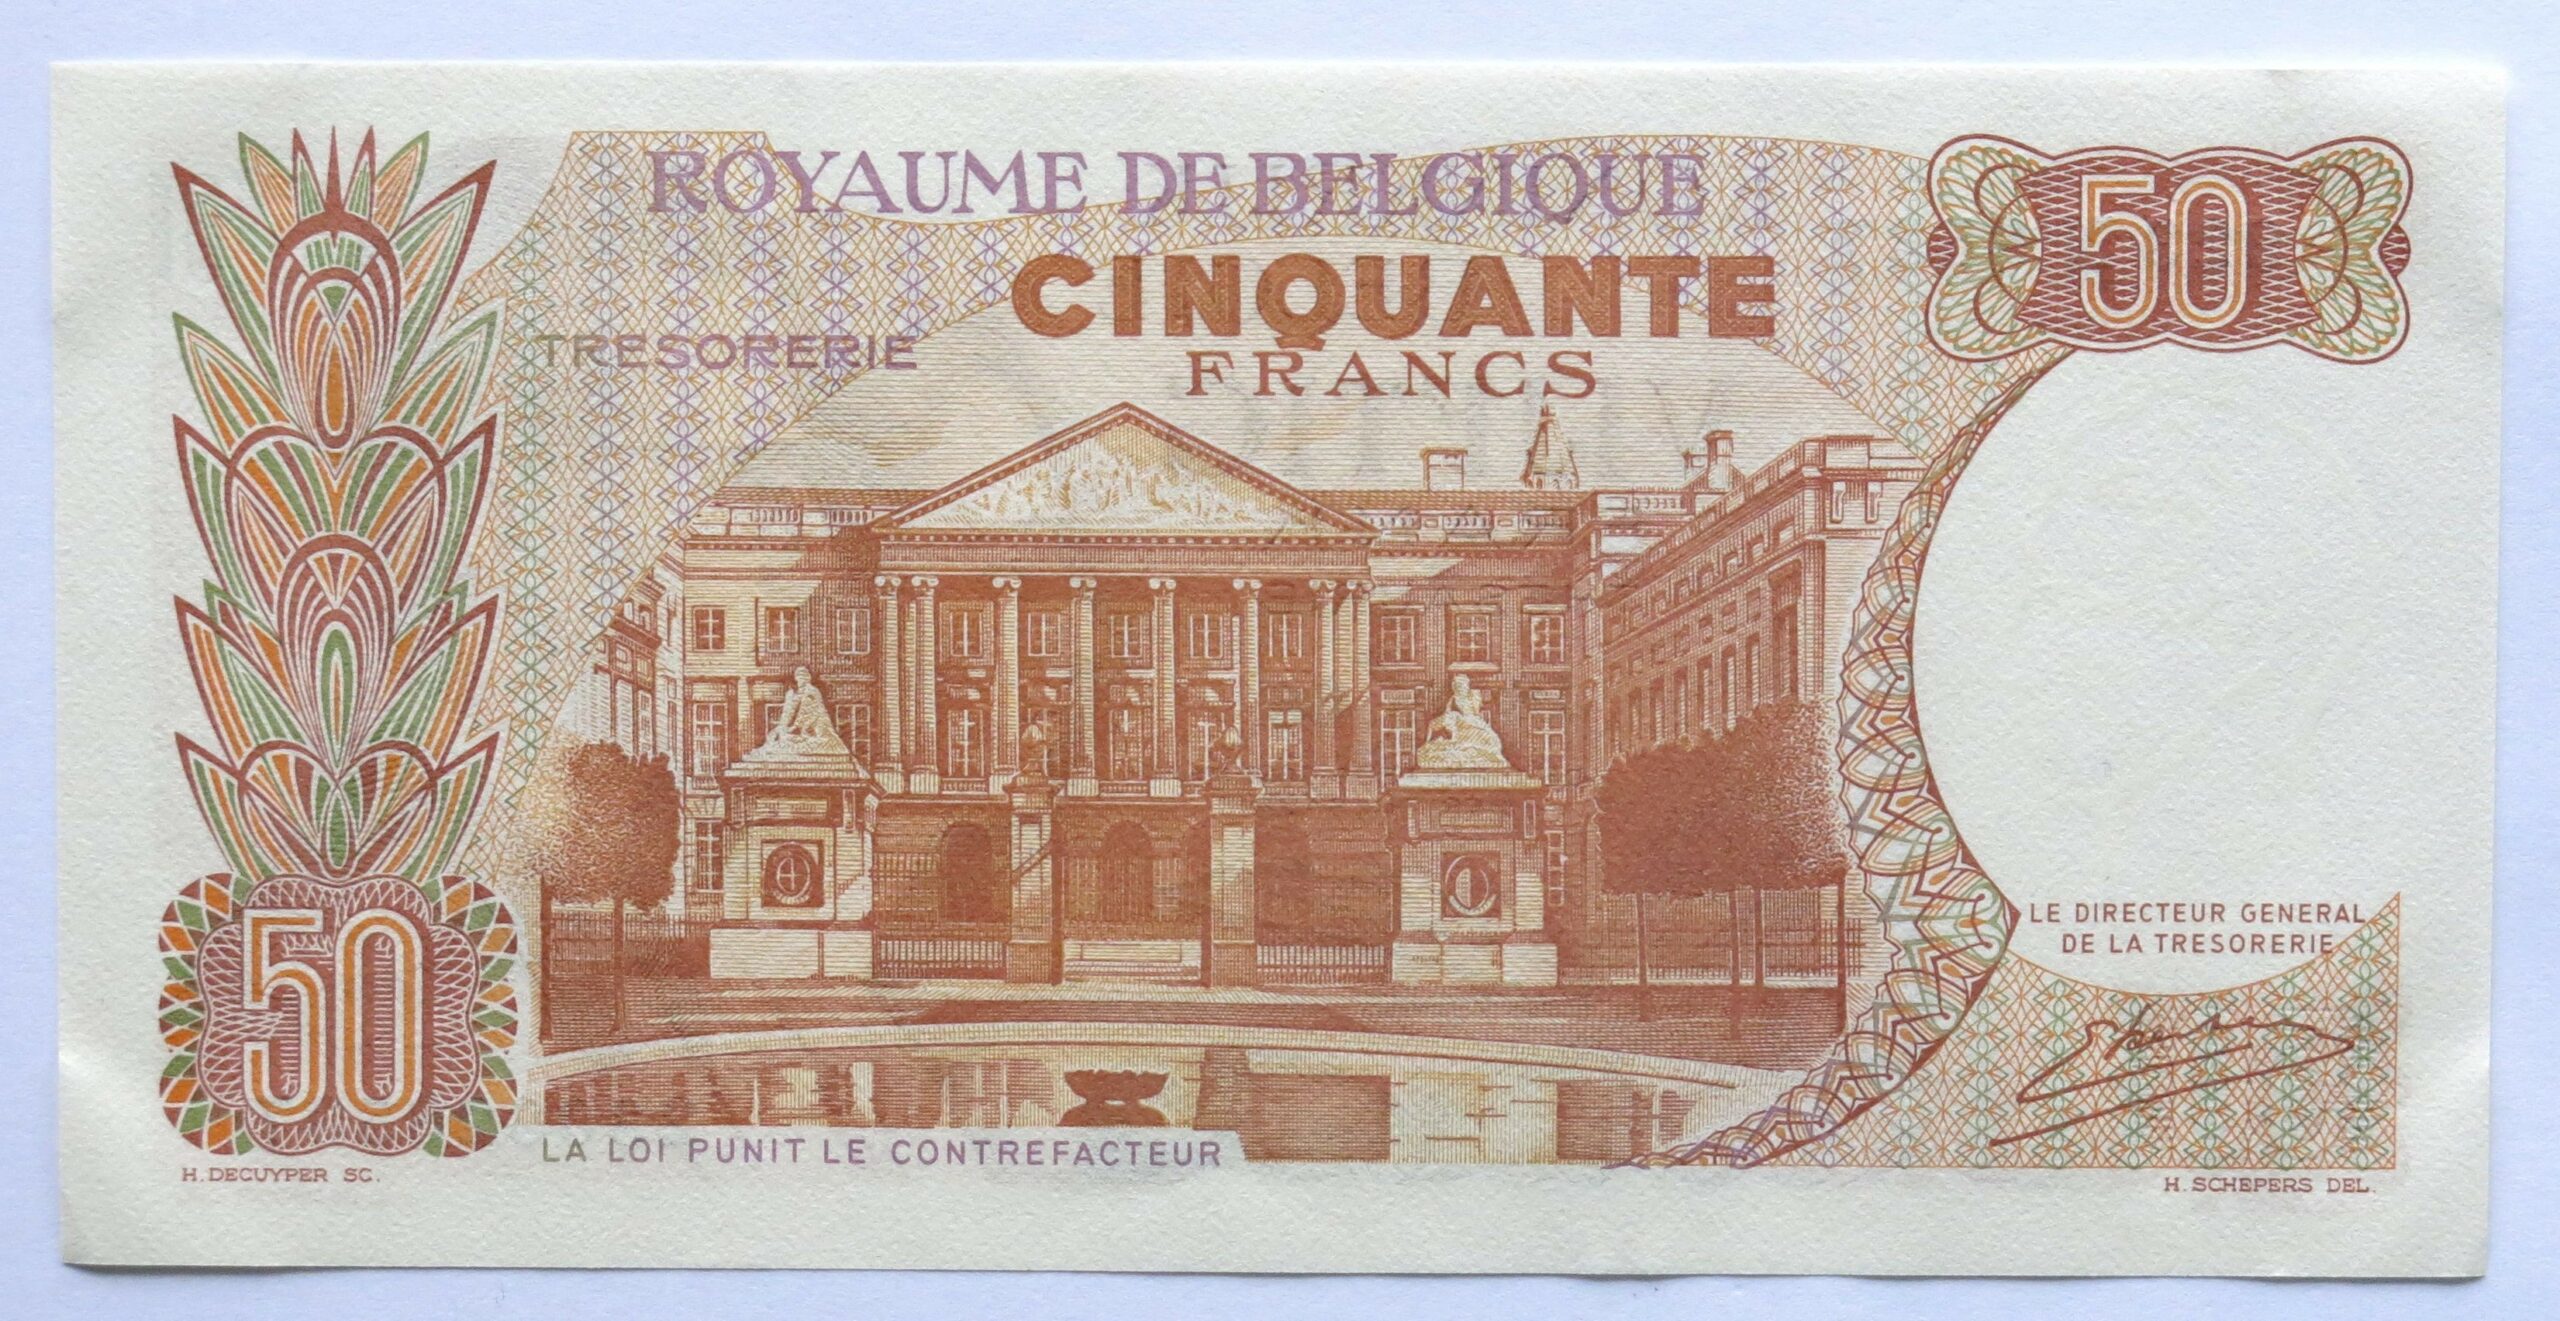 ROYAUME DE BELGIQUE
50
CINQUANTE
TRESORERIE
FRANCS
LE DIRECTEUR GENERAL
DE LA TRESORERIE
50
LA LOI PUNIT LE CONTREFACTEUR
H. DECUYPER SC.
H. SCHEPERS DEL.